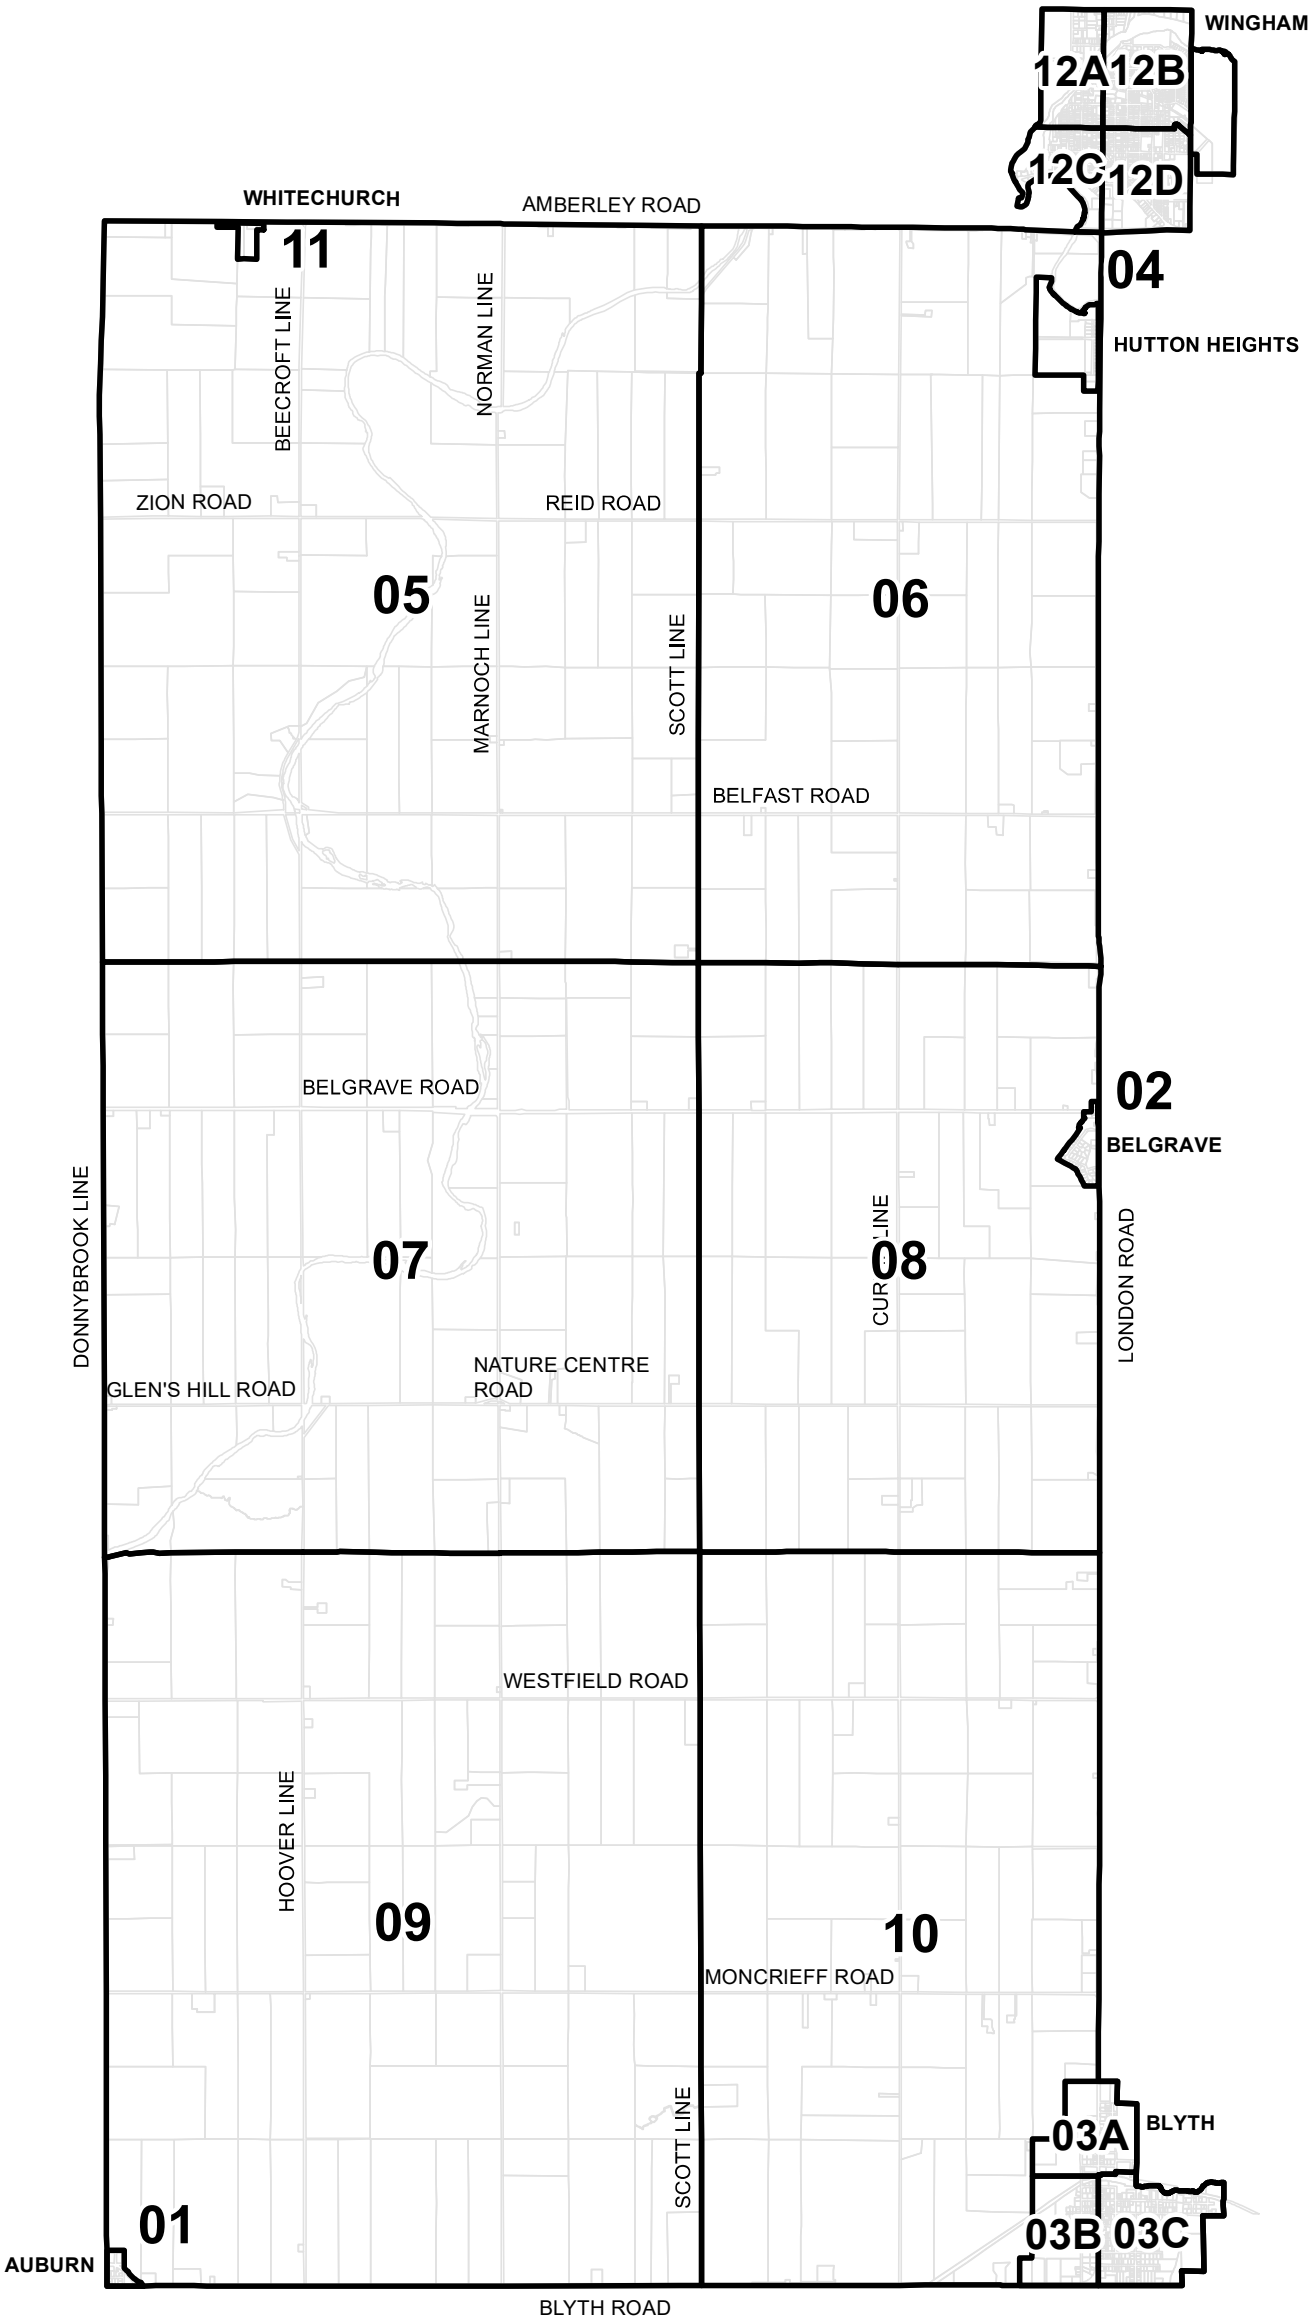 WINGHAM
12A
12B
12C
12D
WHITECHURCH
AMBERLEY ROAD
11
04
HUTTON HEIGHTS
BEECROFT LINE
NORMAN LINE
ZION ROAD
REID ROAD
05
06
MARNOCH LINE
SCOTT LINE
BELFAST ROAD
BELGRAVE ROAD
02
BELGRAVE
DONNYBROOK LINE
07
08
LINE
LONDON ROAD
GLEN'S HILL ROAD
NATURE CENTRE
ROAD
WESTFIELD ROAD
HOOVER LINE
09
10
MONCRIEFF ROAD
SCOTT LINE
03A
BLYTH
01
03B
03C
AUBURN
BLYTH ROAD